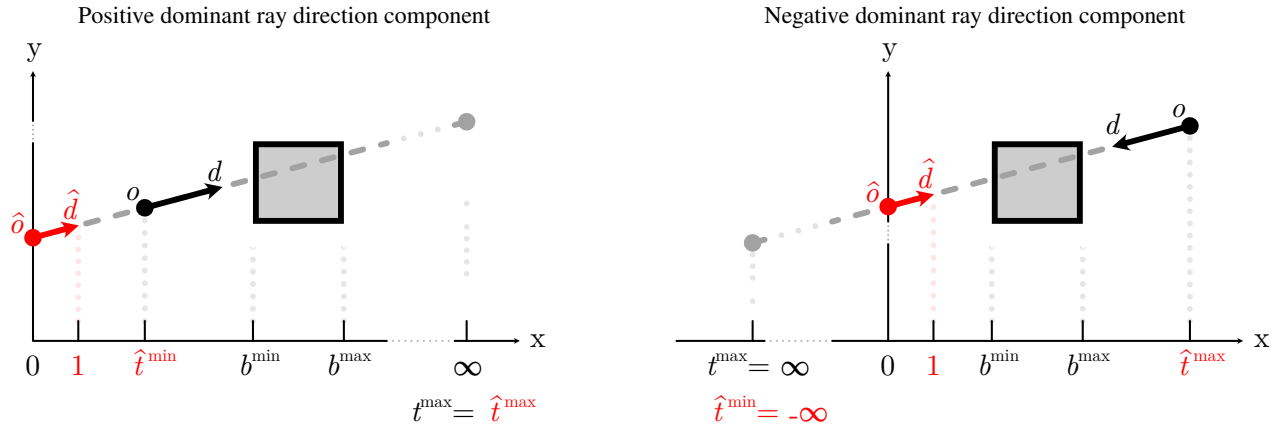 Positive dominant ray direction component
y
ô
d̂
o
d
x
0 1 t̂ᵐⁱⁿ bᵐⁱⁿ bᵐᵃˣ ∞
tᵐᵃˣ= t̂ᵐᵃˣ
Negative dominant ray direction component
y
o
d
ô
d̂
x
tᵐᵃˣ= ∞ 0 1 bᵐⁱⁿ bᵐᵃˣ t̂ᵐᵃˣ
t̂ᵐⁱⁿ= -∞